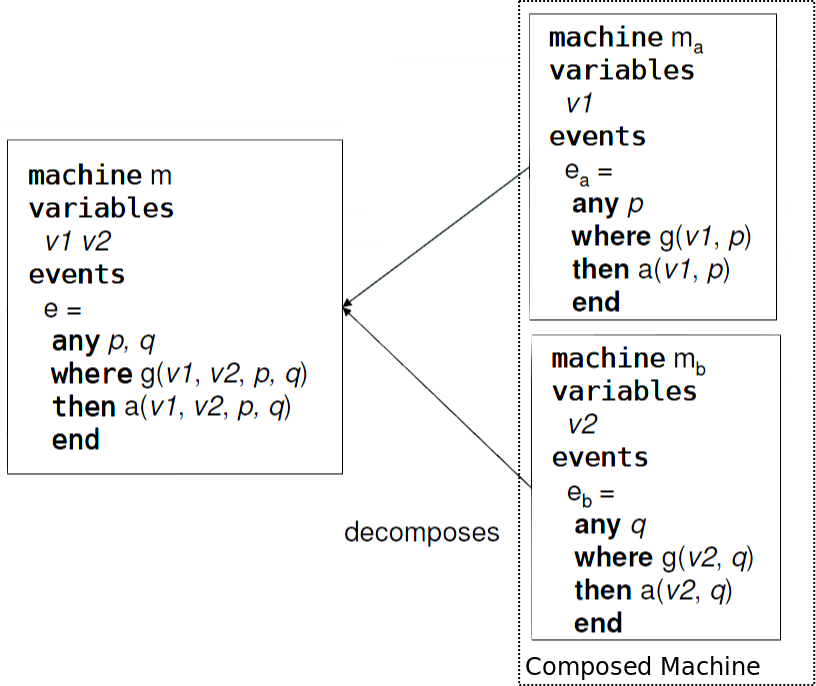 machine m
variables
v1 v2
events
e =
any p, q
where g(v1, v2, p, q)
then a(v1, v2, p, q)
end
decomposes
machine mₐ
variables
v1
events
eₐ =
any p
where g(v1, p)
then a(v1, p)
end
machine m_b
variables
v2
events
e_b =
any q
where g(v2, q)
then a(v2, q)
end
Composed Machine